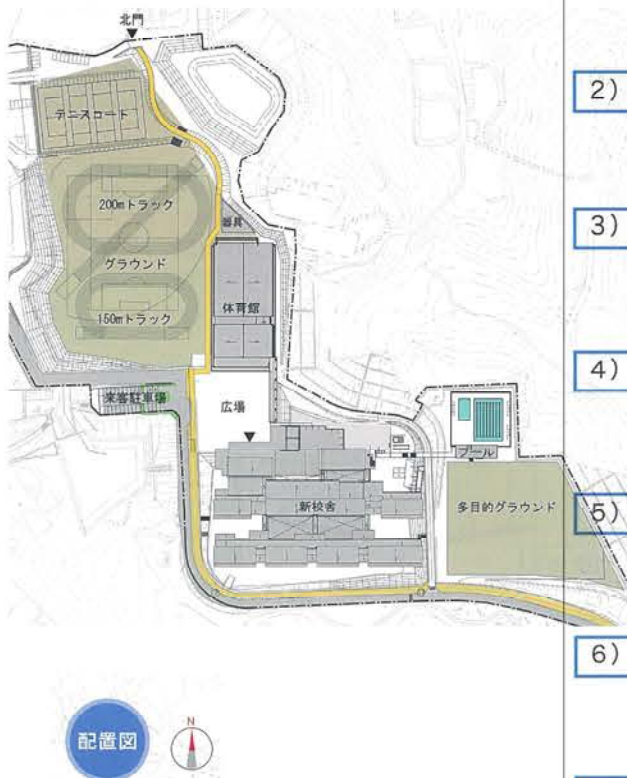 北門
テニスコート
200mトラック
グラウンド
150mトラック
器具
体育館
来客駐車場
広場
新校舎
プール
多目的グラウンド
2)
3)
4)
5)
6)
配置図
N